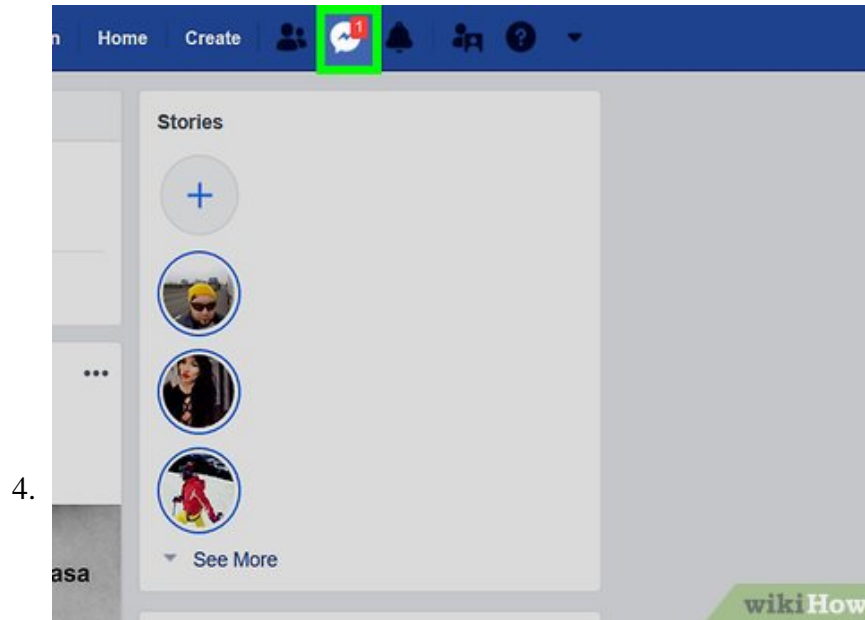 n Home Create 1 ?
Stories
+
•••
4.
asa
See More
wikiHow